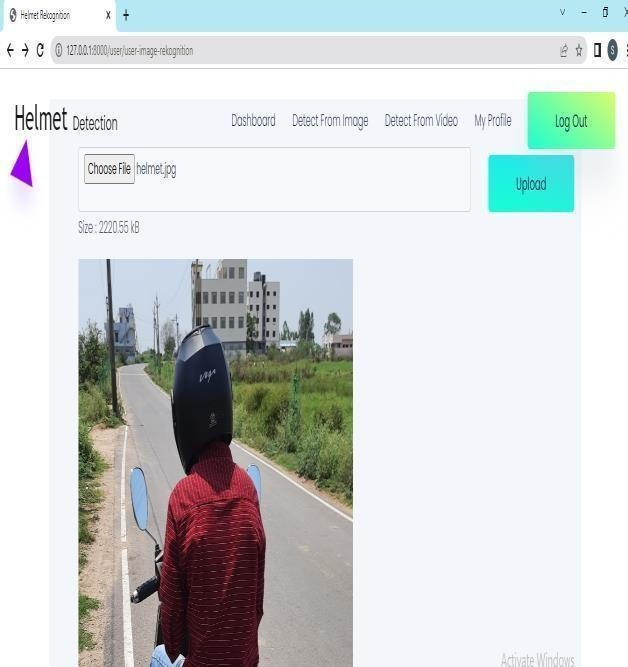 Helmet Rekognition
127.0.0.1:8000/user/user-image-rekognition
S
Helmet Detection
Dashboard Detect From Image Detect From Video My Profile Log Out
Choose File helmet.jpg
Upload
Size : 2220.55 kB
vega
Activate Windows